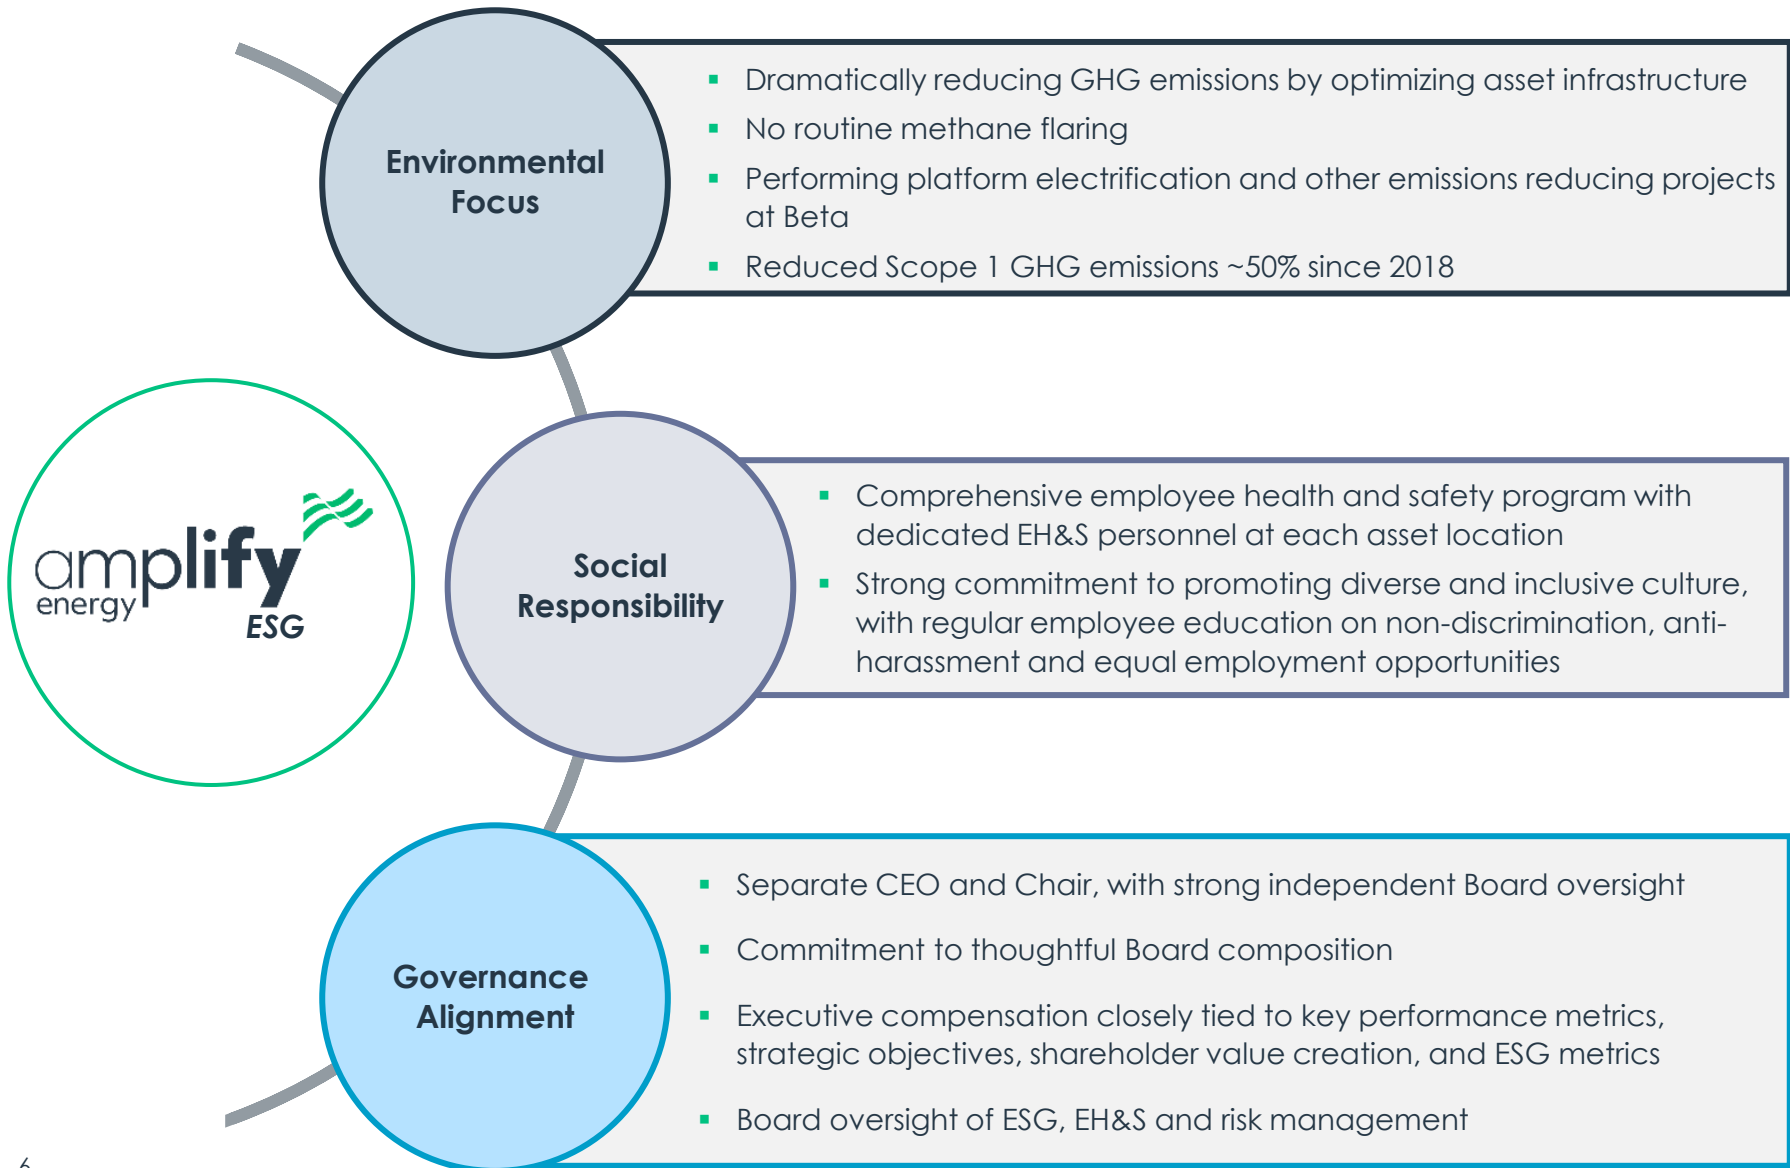 Environmental
Focus
▪ Dramatically reducing GHG emissions by optimizing asset infrastructure
▪ No routine methane flaring
▪ Performing platform electrification and other emissions reducing projects
at Beta
▪ Reduced Scope 1 GHG emissions ~50% since 2018
amplify
energy
ESG
Social
Responsibility
▪ Comprehensive employee health and safety program with
dedicated EH&S personnel at each asset location
▪ Strong commitment to promoting diverse and inclusive culture,
with regular employee education on non-discrimination, anti-
harassment and equal employment opportunities
Governance
Alignment
▪ Separate CEO and Chair, with strong independent Board oversight
▪ Commitment to thoughtful Board composition
▪ Executive compensation closely tied to key performance metrics,
strategic objectives, shareholder value creation, and ESG metrics
▪ Board oversight of ESG, EH&S and risk management